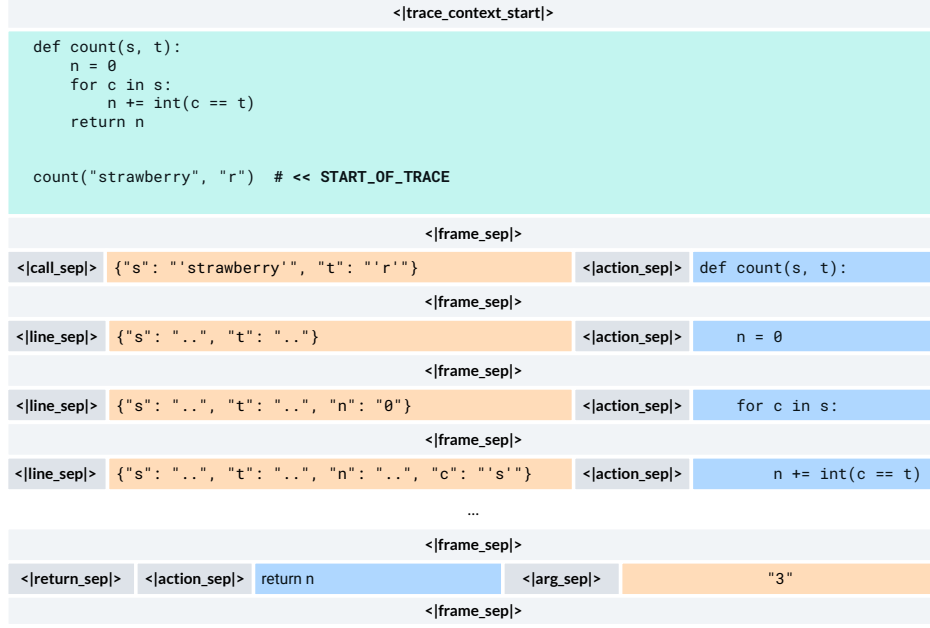 <|trace_context_start|>
def count(s, t):
    n = 0
    for c in s:
        n += int(c == t)
    return n
count("strawberry", "r")  # << START_OF_TRACE
<|frame_sep|>
<|call_sep|> {"s": "'strawberry'", "t": "'r'"} <|action_sep|> def count(s, t):
<|frame_sep|>
<|line_sep|> {"s": "..", "t": ".."} <|action_sep|>     n = 0
<|frame_sep|>
<|line_sep|> {"s": "..", "t": "..", "n": "0"} <|action_sep|>     for c in s:
<|frame_sep|>
<|line_sep|> {"s": "..", "t": "..", "n": "..", "c": "'s'"} <|action_sep|>         n += int(c == t)
...
<|frame_sep|>
<|return_sep|> <|action_sep|> return n <|arg_sep|> "3"
<|frame_sep|>